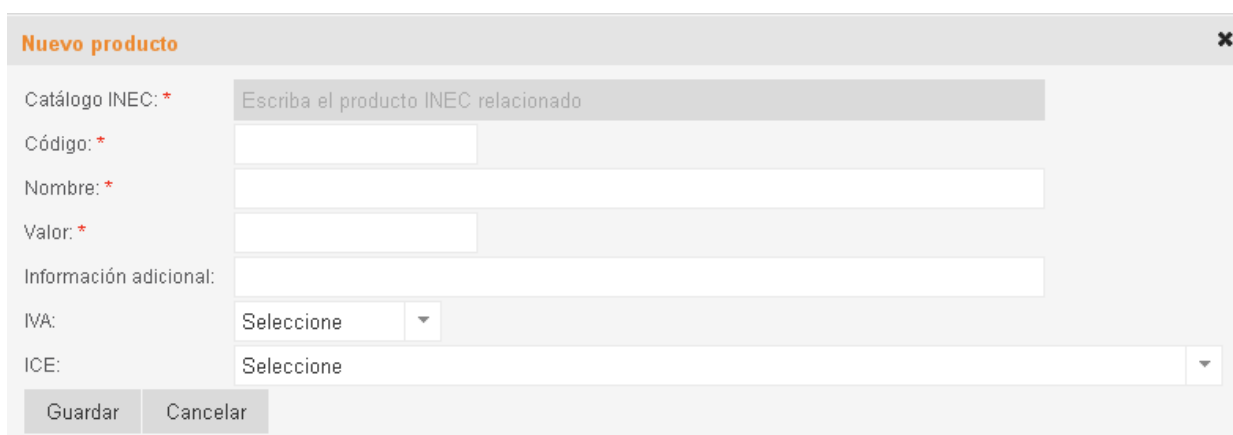 Nuevo producto
Catálogo INEC: * Escriba el producto INEC relacionado
Código: *
Nombre: *
Valor: *
Información adicional:
IVA: Seleccione
ICE: Seleccione
Guardar Cancelar